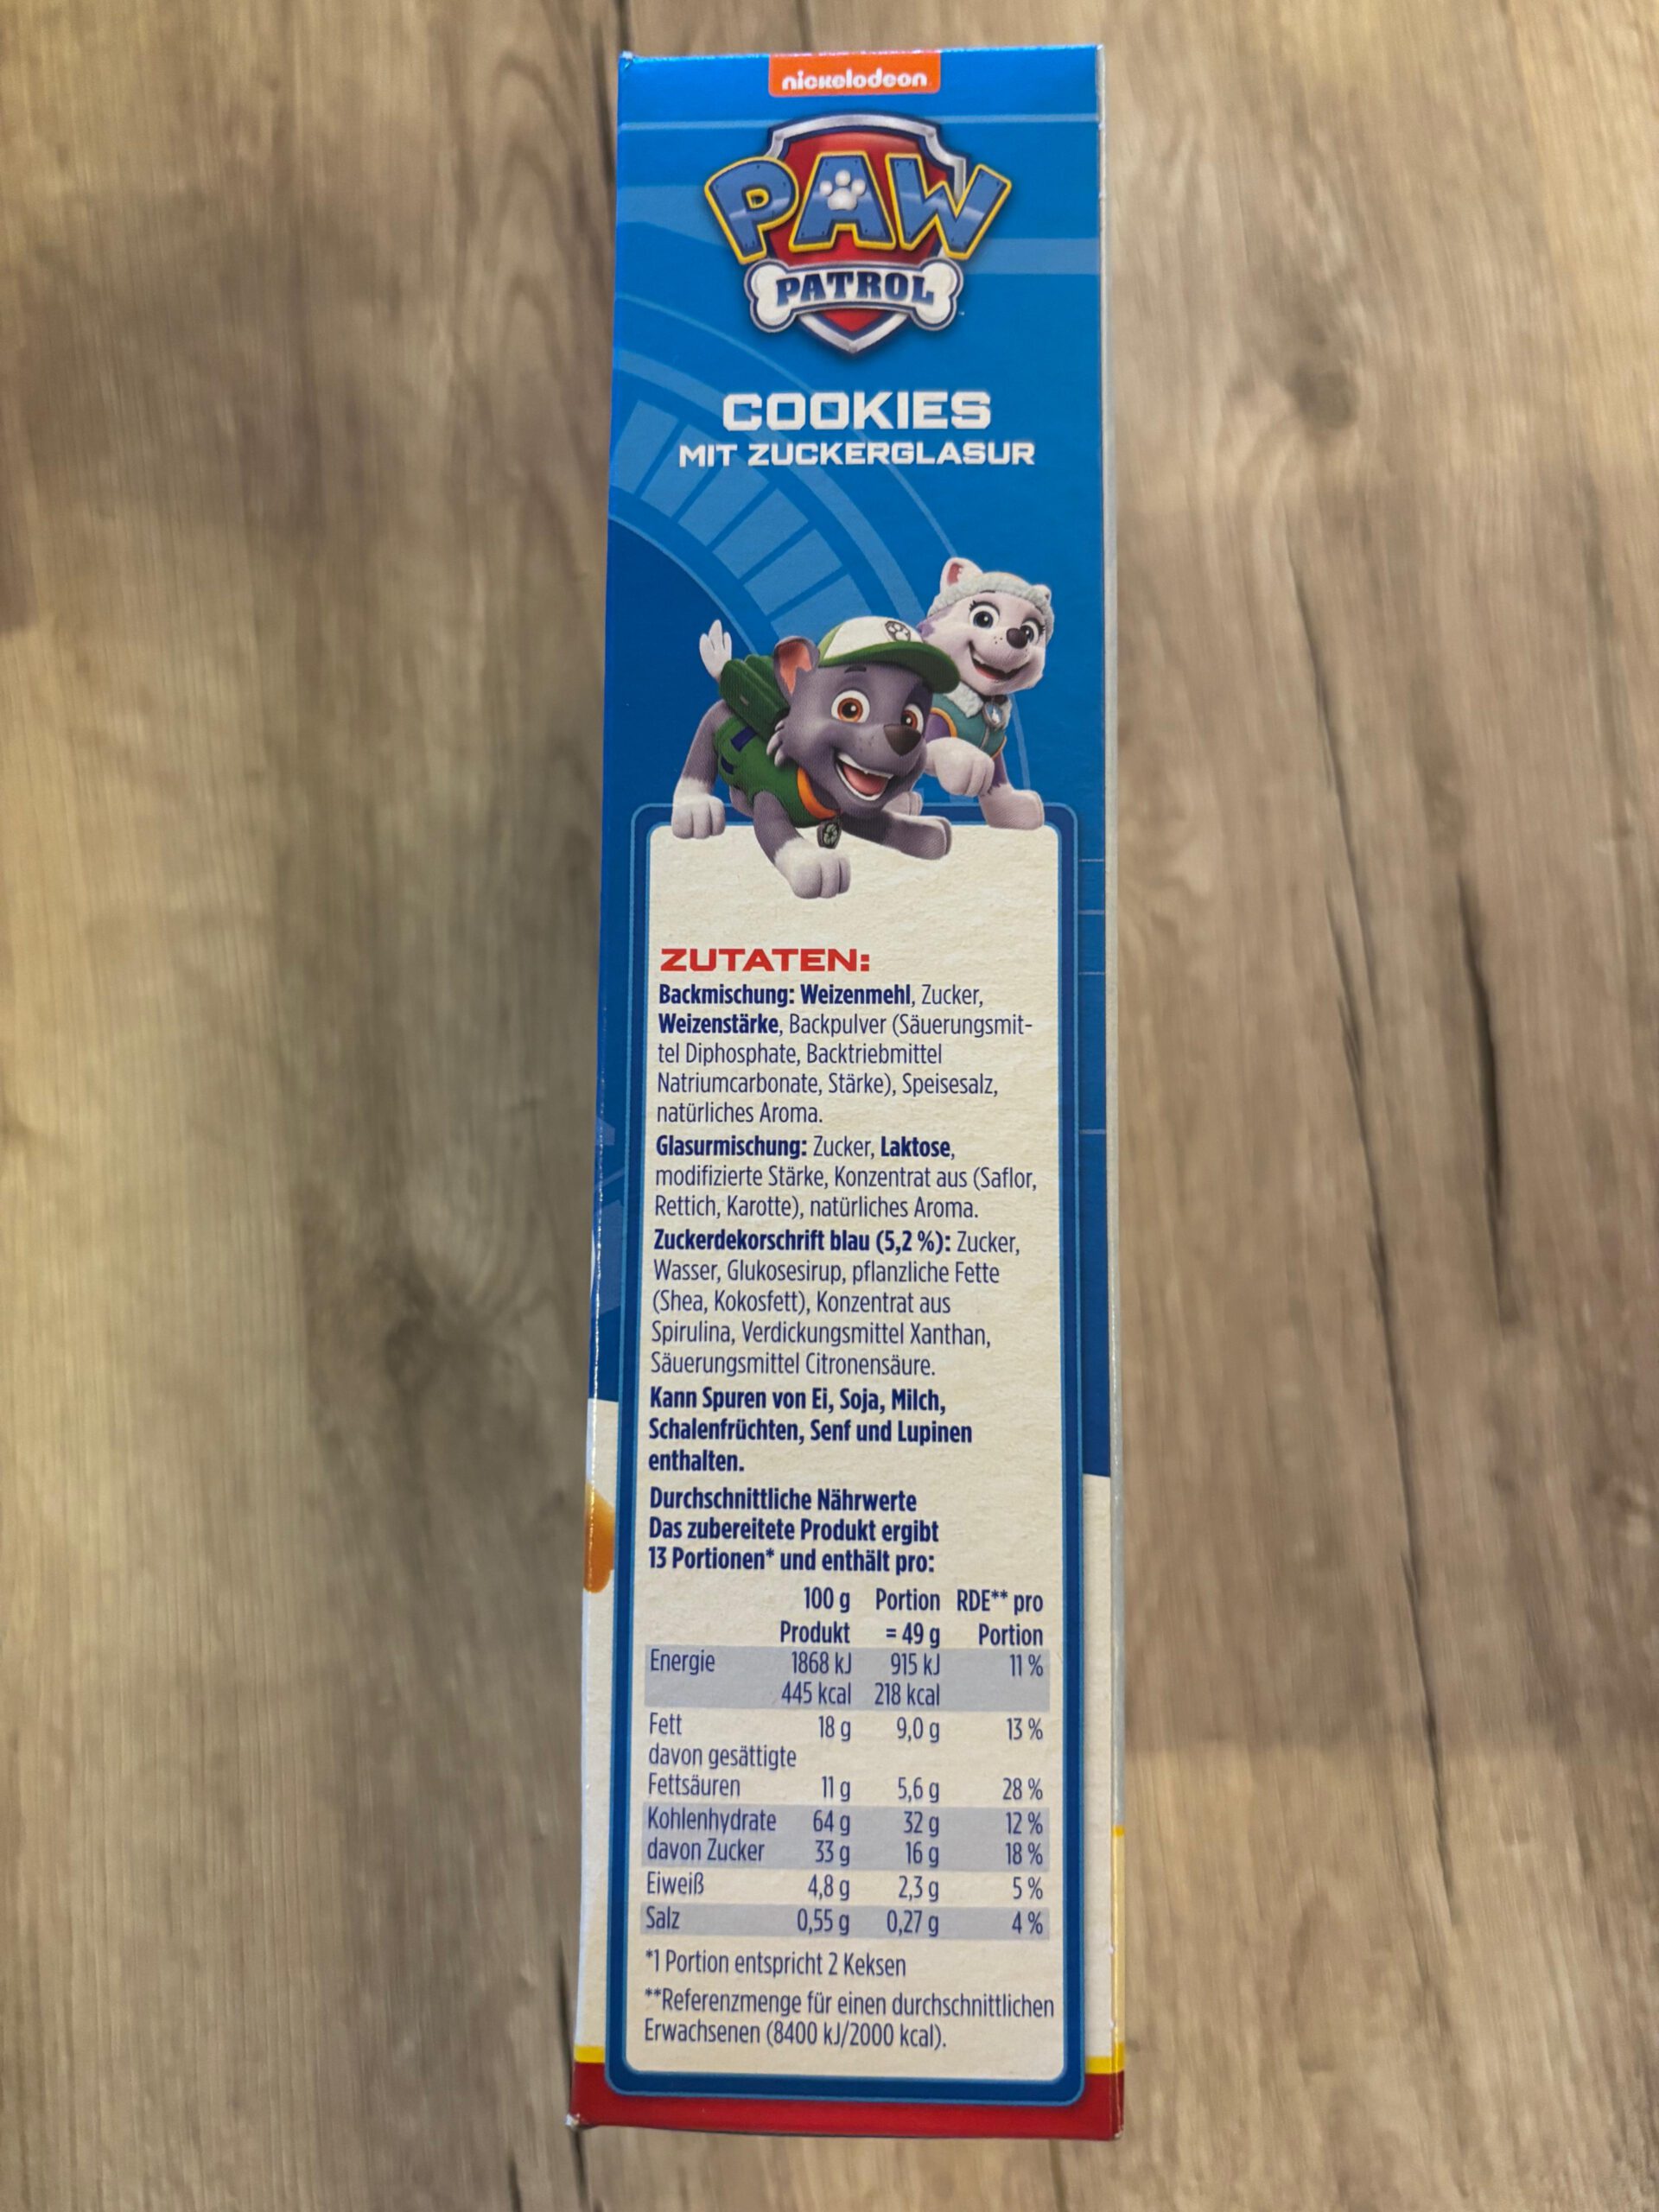 nickelodeon
PAW
PATROL
COOKIES
MIT ZUCKERGLASUR
ZUTATEN:
Backmischung: Weizenmehl, Zucker,
Weizenstärke, Backpulver (Säuerungsmit-
tel Diphosphate, Backtriebmittel
Natriumcarbonate, Stärke), Speisesalz,
natürliches Aroma.
Glasurmischung: Zucker, Laktose,
modifizierte Stärke, Konzentrat aus (Saflor,
Rettich, Karotte), natürliches Aroma.
Zuckerdekorschrift blau (5,2 %): Zucker,
Wasser, Glukosesirup, pflanzliche Fette
(Shea, Kokosfett), Konzentrat aus
Spirulina, Verdickungsmittel Xanthan,
Säuerungsmittel Citronensäure.
Kann Spuren von Ei, Soja, Milch,
Schalenfrüchten, Senf und Lupinen
enthalten.
Durchschnittliche Nährwerte
Das zubereitete Produkt ergibt
13 Portionen* und enthält pro:
100 g Portion RDE** pro
Produkt = 49 g Portion
Energie 1868 kJ 915 kJ 11 %
445 kcal 218 kcal
Fett 18 g 9,0 g 13 %
davon gesättigte
Fettsäuren 11 g 5,6 g 28 %
Kohlenhydrate 64 g 32 g 12 %
davon Zucker 33 g 16 g 18 %
Eiweiß 4,8 g 2,3 g 5 %
Salz 0,55 g 0,27 g 4 %
*1 Portion entspricht 2 Keksen
**Referenzmenge für einen durchschnittlichen
Erwachsenen (8400 kJ/2000 kcal).